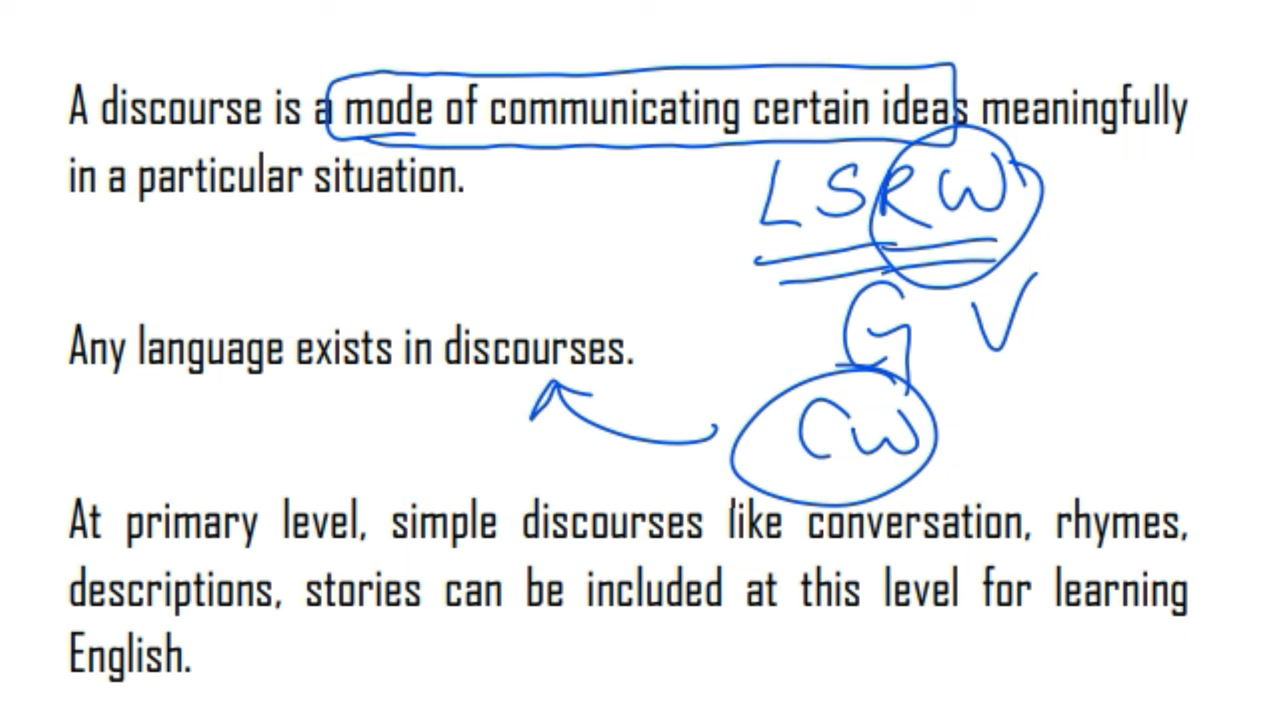 A discourse is a mode of communicating certain ideas meaningfully
in a particular situation.
LSRW
Any language exists in discourses.
G V
CW
At primary level, simple discourses like conversation, rhymes,
descriptions, stories can be included at this level for learning
English.